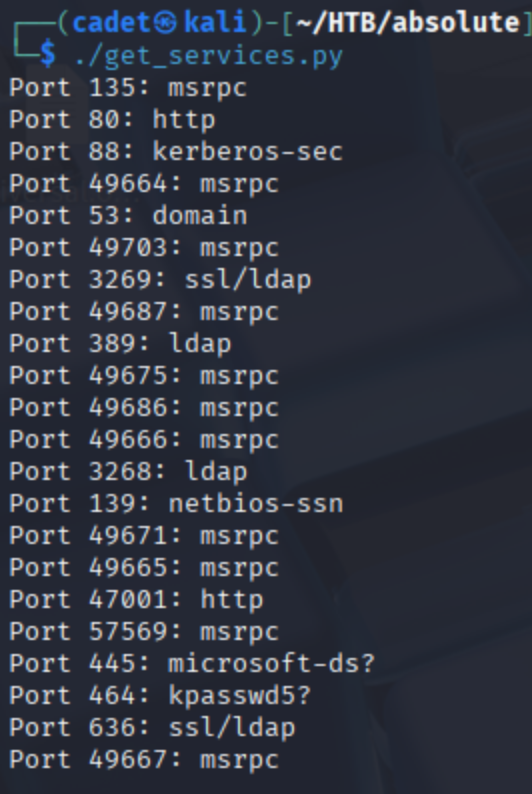 ┌──(cadet㉿kali)-[~/HTB/absolute]
└─$ ./get_services.py
Port 135: msrpc
Port 80: http
Port 88: kerberos-sec
Port 49664: msrpc
Port 53: domain
Port 49703: msrpc
Port 3269: ssl/ldap
Port 49687: msrpc
Port 389: ldap
Port 49675: msrpc
Port 49686: msrpc
Port 49666: msrpc
Port 3268: ldap
Port 139: netbios-ssn
Port 49671: msrpc
Port 49665: msrpc
Port 47001: http
Port 57569: msrpc
Port 445: microsoft-ds?
Port 464: kpasswd5?
Port 636: ssl/ldap
Port 49667: msrpc